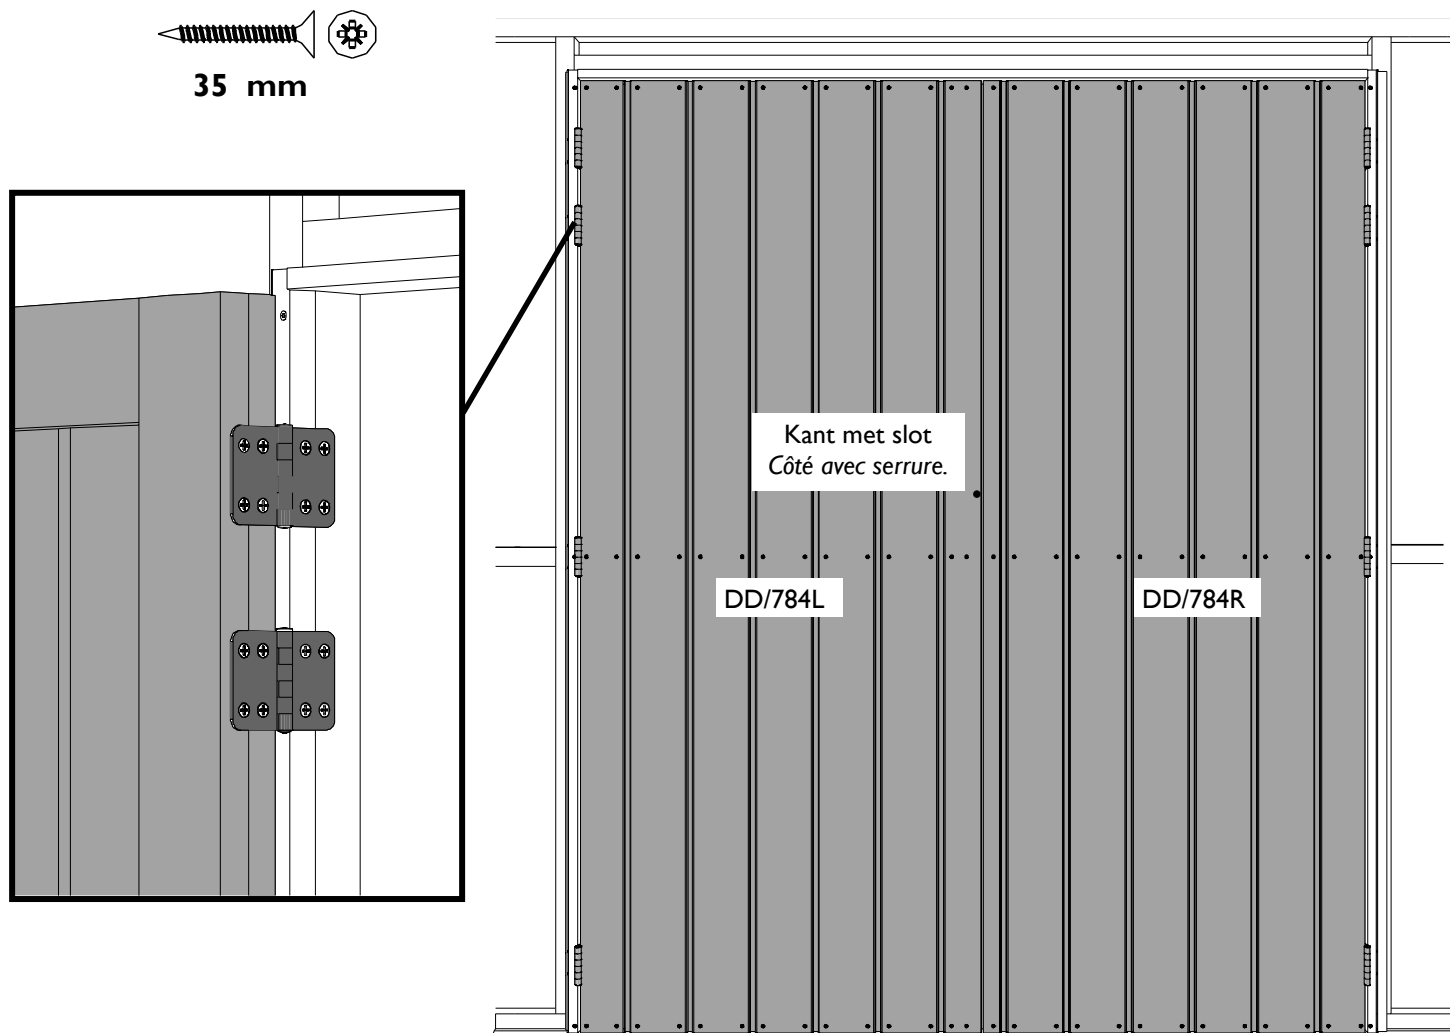 35 mm
Kant met slot
Côté avec serrure.
DD/784L
DD/784R